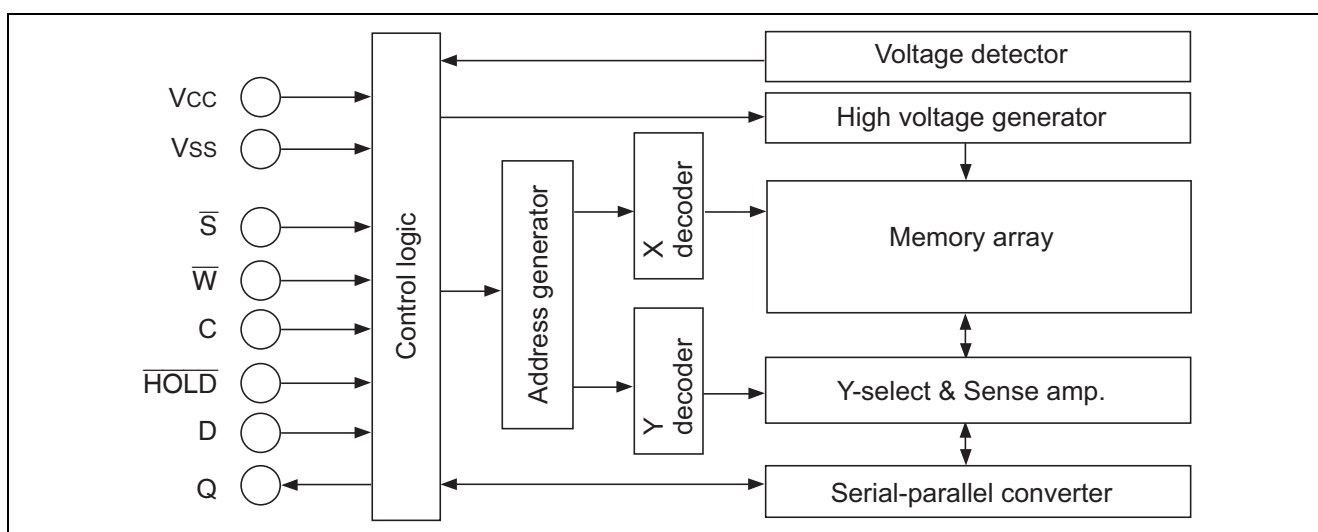 Voltage detector
VCC
High voltage generator
VSS
Control logic
Address generator
X decoder
Memory array
S̅
W̅
C
Y decoder
H̅O̅L̅D̅
Y-select & Sense amp.
D
Q
Serial-parallel converter